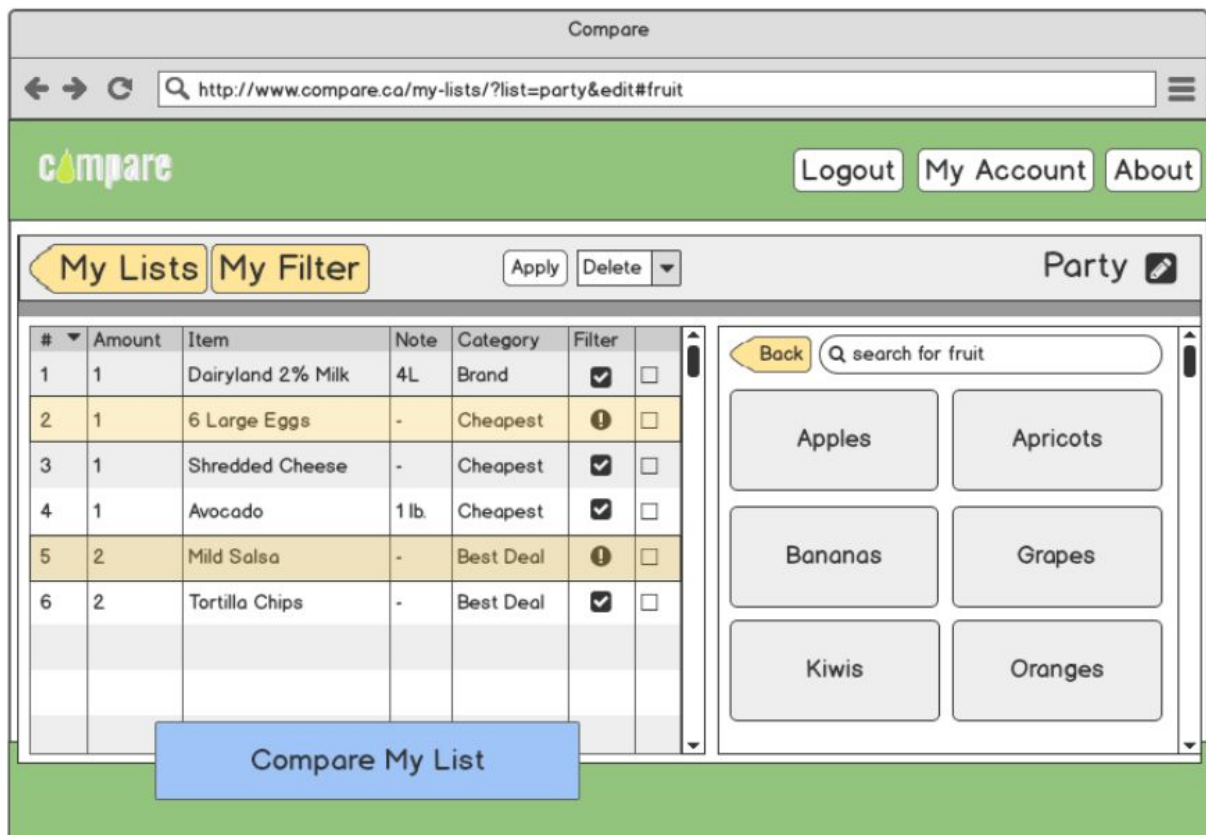 Compare
http://www.compare.ca/my-lists/?list=party&edit#fruit
compare
Logout My Account About
My Lists My Filter Apply Delete Party
# Amount Item Note Category Filter
1 1 Dairyland 2% Milk 4L Brand
2 1 6 Large Eggs - Cheapest
3 1 Shredded Cheese - Cheapest
4 1 Avocado 1 lb. Cheapest
5 2 Mild Salsa - Best Deal
6 2 Tortilla Chips - Best Deal
Back search for fruit
Apples Apricots
Bananas Grapes
Kiwis Oranges
Compare My List